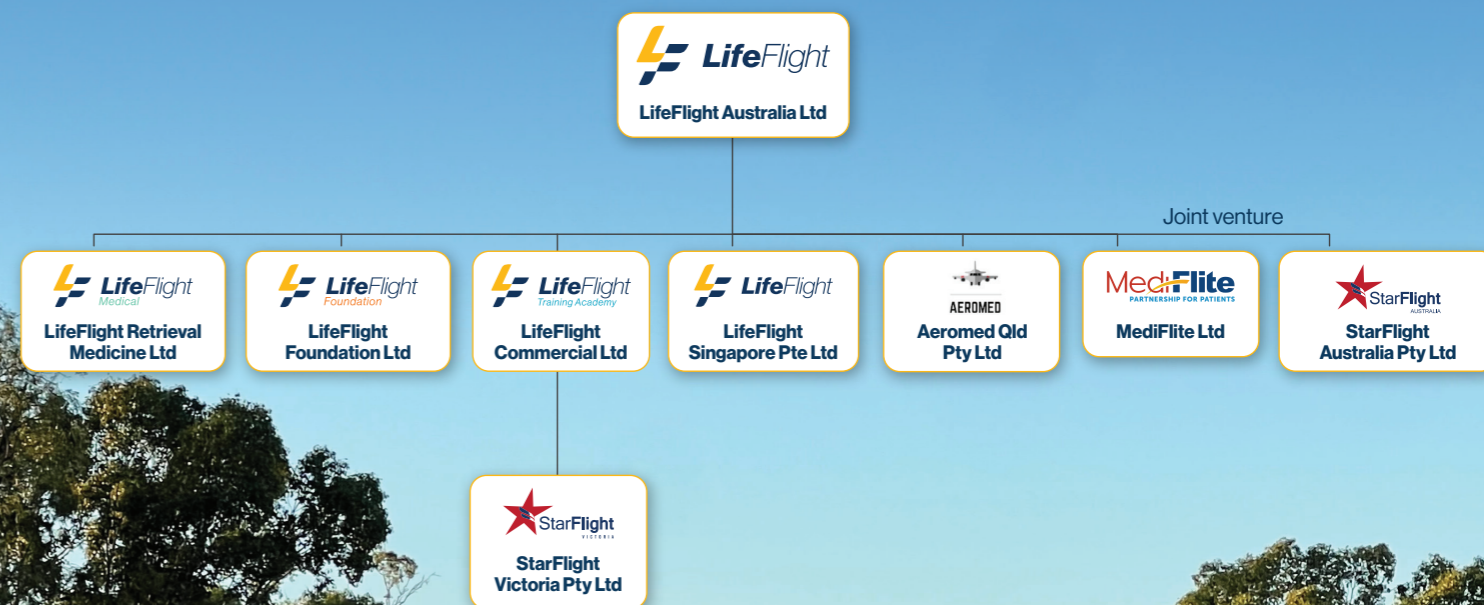 LifeFlight
LifeFlight Australia Ltd
Joint venture
LifeFlight
Medical
LifeFlight Retrieval
Medicine Ltd
LifeFlight
Foundation
LifeFlight
Foundation Ltd
LifeFlight
Training Academy
LifeFlight
Commercial Ltd
LifeFlight
LifeFlight
Singapore Pte Ltd
AEROMED
Aeromed Qld
Pty Ltd
MediFlite
PARTNERSHIP FOR PATIENTS
MediFlite Ltd
StarFlight
AUSTRALIA
StarFlight
Australia Pty Ltd
StarFlight
VICTORIA
StarFlight
Victoria Pty Ltd